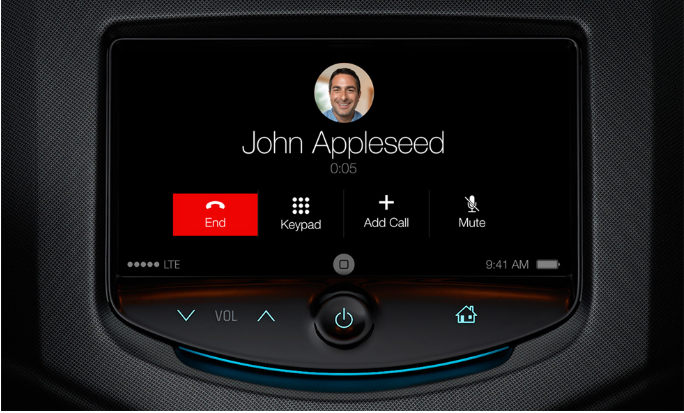 John Appleseed
0:05
End
Keypad
Add Call
Mute
LTE
9:41 AM
VOL